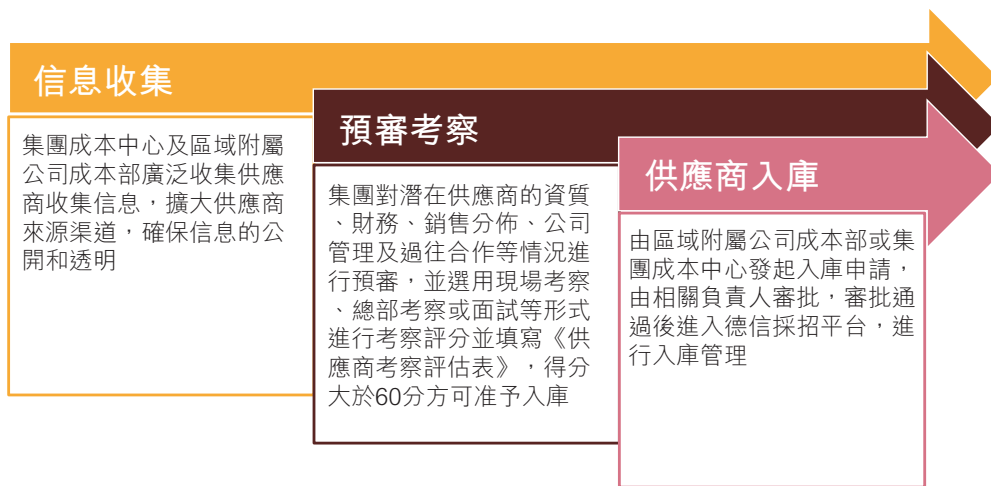 信息收集
集團成本中心及區域附屬
公司成本部廣泛收集供應
商收集信息，擴大供應商
來源渠道，確保信息的公
開和透明
預審考察
集團對潛在供應商的資質
、財務、銷售分佈、公司
管理及過往合作等情況進
行預審，並選用現場考察
、總部考察或面試等形式
進行考察評分並填寫《供
應商考察評估表》，得分
大於60分方可准予入庫
供應商入庫
由區域附屬公司成本部或集
團成本中心發起入庫申請，
由相關負責人審批，審批通
過後進入德信採招平台，進
行入庫管理